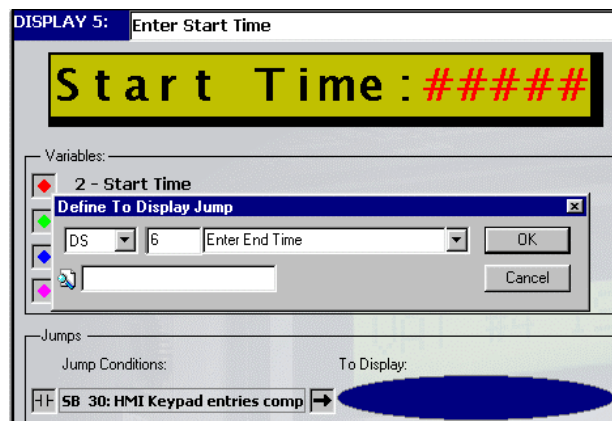 DISPLAY 5: Enter Start Time
Start Time:#####
Variables:
2 - Start Time
Define To Display Jump
DS 6 Enter End Time OK
Cancel
Jumps
Jump Conditions: To Display:
SB 30: HMI Keypad entries comp